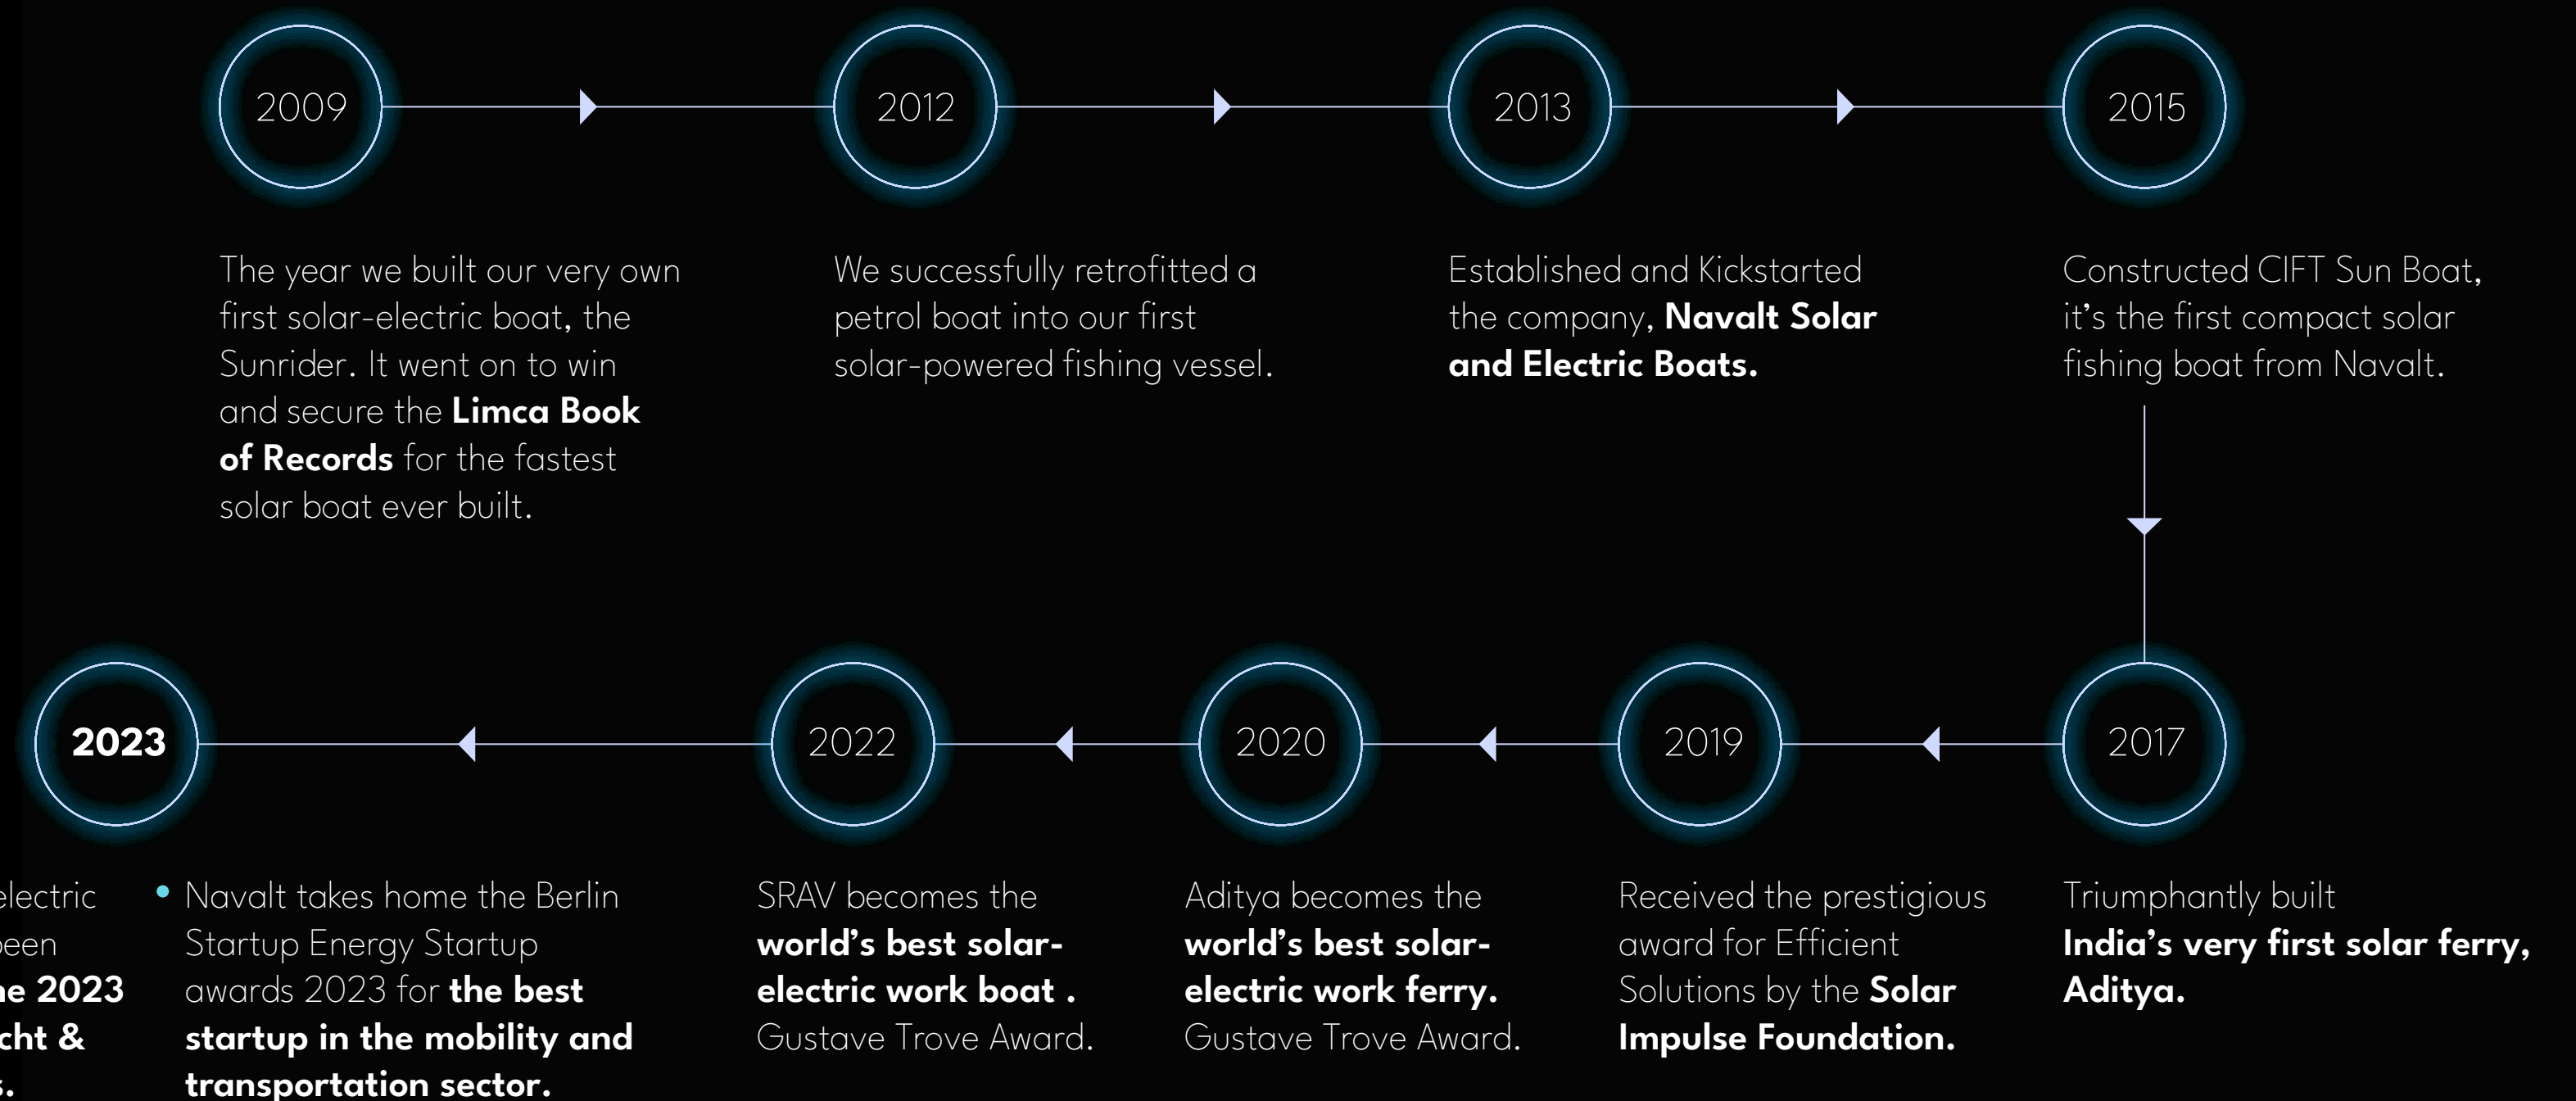 2009
The year we built our very own
first solar-electric boat, the
Sunrider. It went on to win
and secure the Limca Book
of Records for the fastest
solar boat ever built.
2012
We successfully retrofitted a
petrol boat into our first
solar-powered fishing vessel.
2013
Established and Kickstarted
the company, Navalt Solar
and Electric Boats.
2015
Constructed CIFT Sun Boat,
it’s the first compact solar
fishing boat from Navalt.
2017
Triumphantly built
India’s very first solar ferry,
Aditya.
2019
Received the prestigious
award for Efficient
Solutions by the Solar
Impulse Foundation.
2020
Aditya becomes the
world’s best solar-
electric work ferry.
Gustave Trove Award.
2022
SRAV becomes the
world’s best solar-
electric work boat .
Gustave Trove Award.
2023
electric
2023
&
• Navalt takes home the Berlin
Startup Energy Startup
awards 2023 for the best
startup in the mobility and
transportation sector.